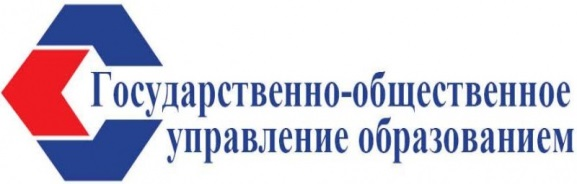 Государственно-общественное
управление образованием